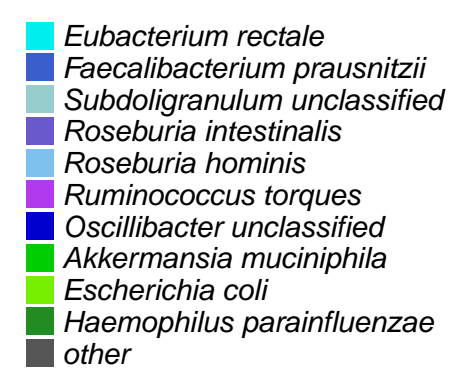 Eubacterium rectale
Faecalibacterium prausnitzii
Subdoligranulum unclassified
Roseburia intestinalis
Roseburia hominis
Ruminococcus torques
Oscillibacter unclassified
Akkermansia muciniphila
Escherichia coli
Haemophilus parainfluenzae
other